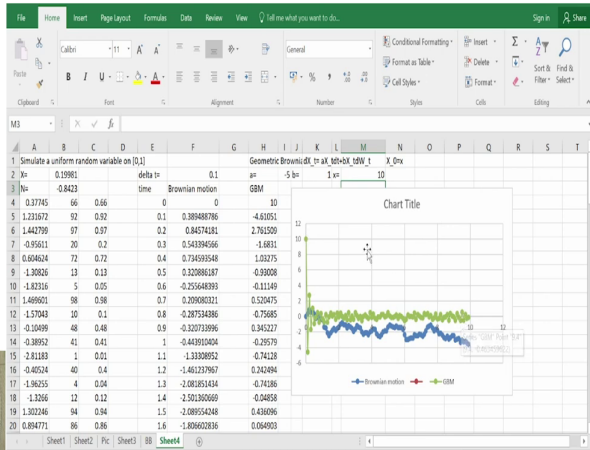 File Home Insert Page Layout Formulas Data Review View Tell me what you want to do... Sign in Share
Calibri 11 A A General Conditional Formatting Insert
Paste B I U A % Format as Table Delete Sort & Find &
Cell Styles Format Filter Select
Clipboard Font Alignment Number Styles Cells Editing
M3 fx
A B C D E F G H I J K L M N O P Q R S T
1 Simulate a uniform random variable on [0,1] Geometric Browni dX_t= aX_tdt+bX_tdW_t X_0=x
2 X= 0.19981 delta t= 0.1 a= -5 b= 1 x= 10
3 N= -0.8423 time Brownian motion GBM
4 0.37745 66 0.66 0 0 10
5 1.231672 92 0.92 0.1 0.389488786 -4.61051
6 1.442799 97 0.97 0.2 0.84574181 2.761509
7 -0.95611 20 0.2 0.3 0.543394566 -1.6831
8 0.604624 72 0.72 0.4 0.734593548 1.03275
9 -1.30826 13 0.13 0.5 0.320886187 -0.93008
10 -1.82316 5 0.05 0.6 -0.255648393 -0.11149
11 1.469601 98 0.98 0.7 0.209080321 0.520475
12 -1.57043 10 0.1 0.8 -0.287534386 -0.75685
13 -0.10499 48 0.48 0.9 -0.320733996 0.345227
14 -0.38952 41 0.41 1 -0.443910404 -0.29579
15 -2.81183 1 0.01 1.1 -1.33308952 -0.74128
16 -0.40524 40 0.4 1.2 -1.461237967 0.242494
17 -1.96255 4 0.04 1.3 -2.081851434 -0.74186
18 -1.3266 12 0.12 1.4 -2.501360669 -0.04858
19 1.302246 94 0.94 1.5 -2.089554248 0.436096
20 0.894771 86 0.86 1.6 -1.806602836 0.064903
Chart Title
12
10
8
6
4
2
0
-2
-4
-6
0 2 4 6 8 10 12
Brownian motion GBM
Sheet1 Sheet2 Pic Sheet3 BB Sheet4